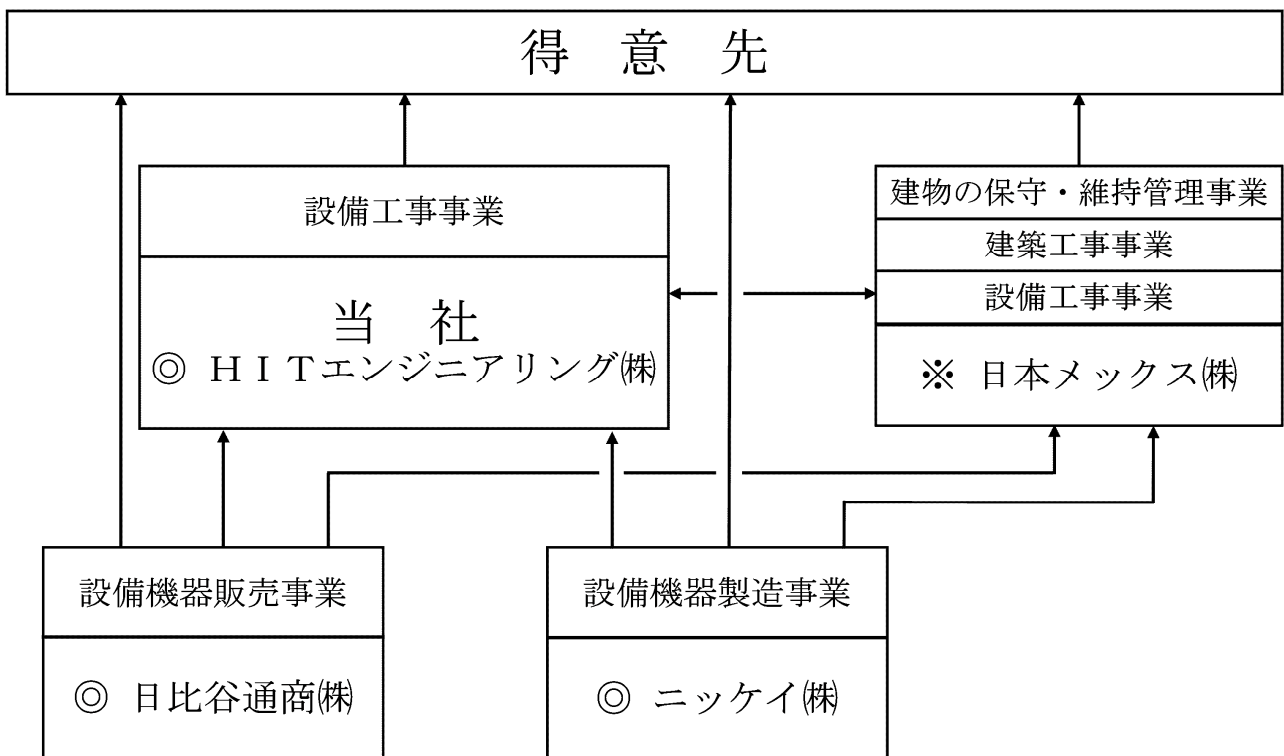 得 意 先
設備工事事業
当 社
◎ ＨＩＴエンジニアリング㈱
建物の保守・維持管理事業
建築工事事業
設備工事事業
※ 日本メックス㈱
設備機器販売事業
◎ 日比谷通商㈱
設備機器製造事業
◎ ニッケイ㈱